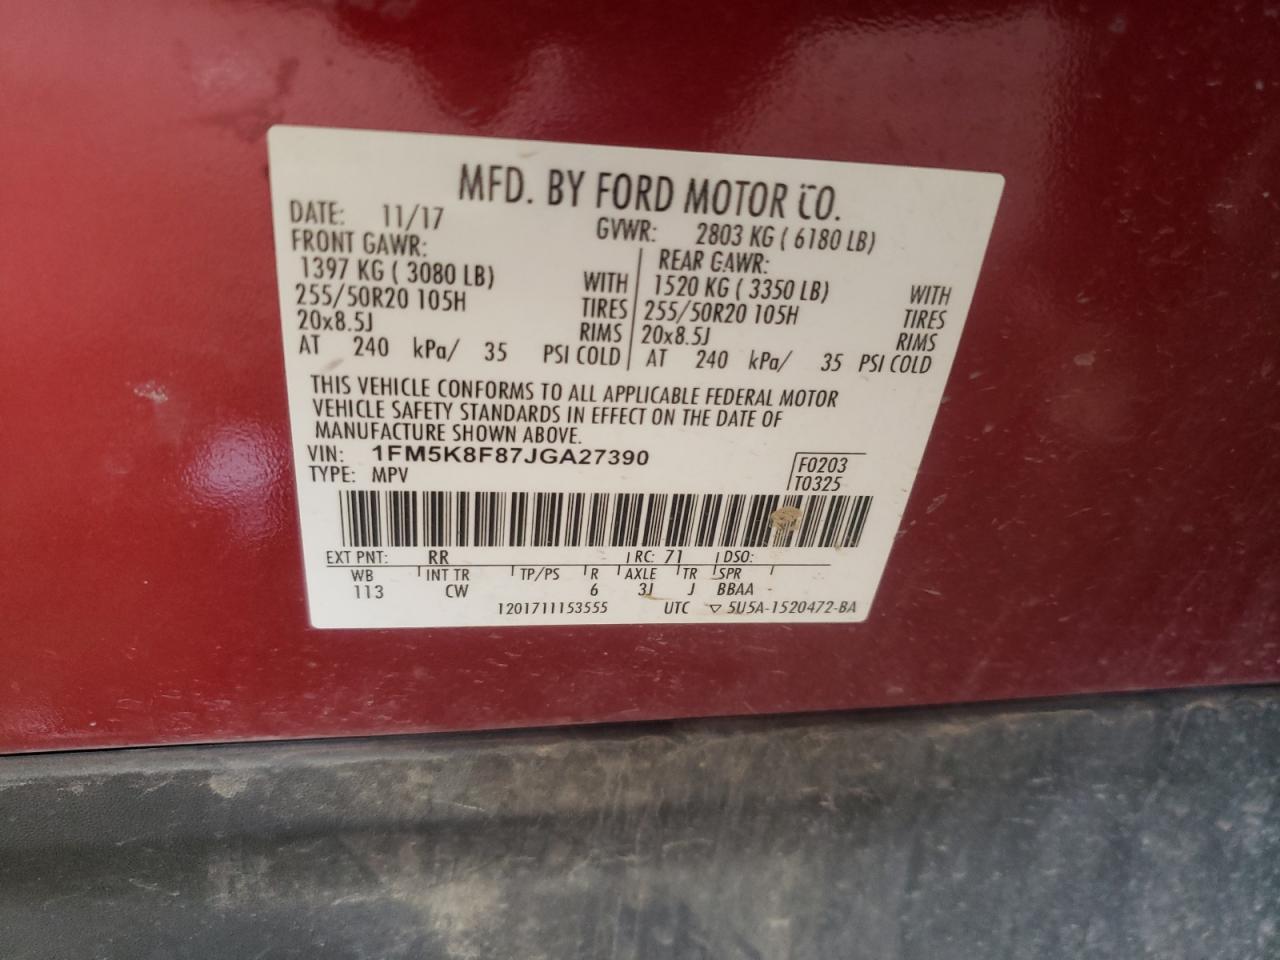 MFD. BY FORD MOTOR CO.
DATE: 11/17 GVWR: 2803 KG ( 6180 LB)
FRONT GAWR: REAR GAWR:
1397 KG ( 3080 LB) WITH 1520 KG ( 3350 LB) WITH
255/50R20 105H TIRES 255/50R20 105H TIRES
20x8.5J RIMS 20x8.5J RIMS
AT 240 kPa/ 35 PSI COLD AT 240 kPa/ 35 PSI COLD
THIS VEHICLE CONFORMS TO ALL APPLICABLE FEDERAL MOTOR
VEHICLE SAFETY STANDARDS IN EFFECT ON THE DATE OF
MANUFACTURE SHOWN ABOVE.
VIN: 1FM5K8F87JGA27390 F0203
TYPE: MPV T0325
EXT PNT: RR RC: 71 DSO:
WB INT TR TP/PS R AXLE TR SPR
113 CW 6 3J J BBAA
1201711153555 UTC ▽ 5U5A-1520472-BA